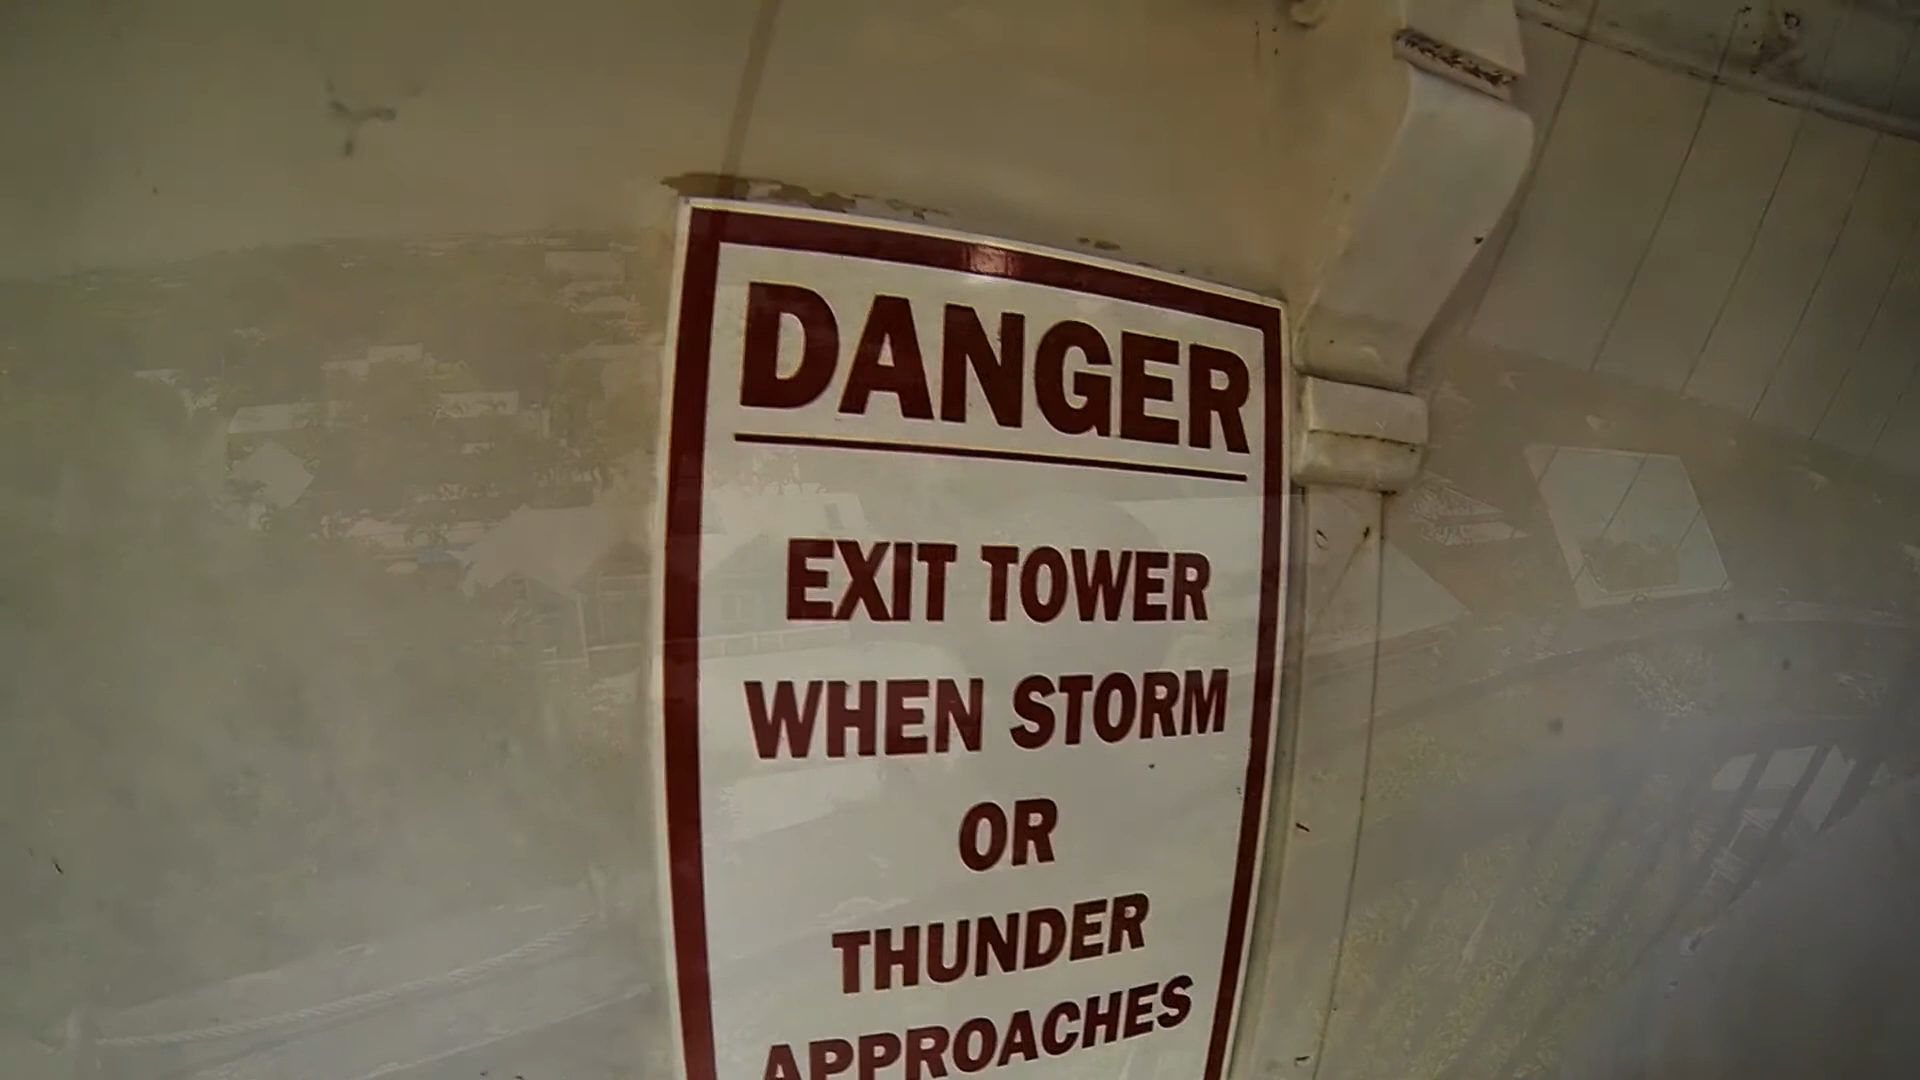 DANGER
EXIT TOWER
WHEN STORM
OR
THUNDER
APPROACHES